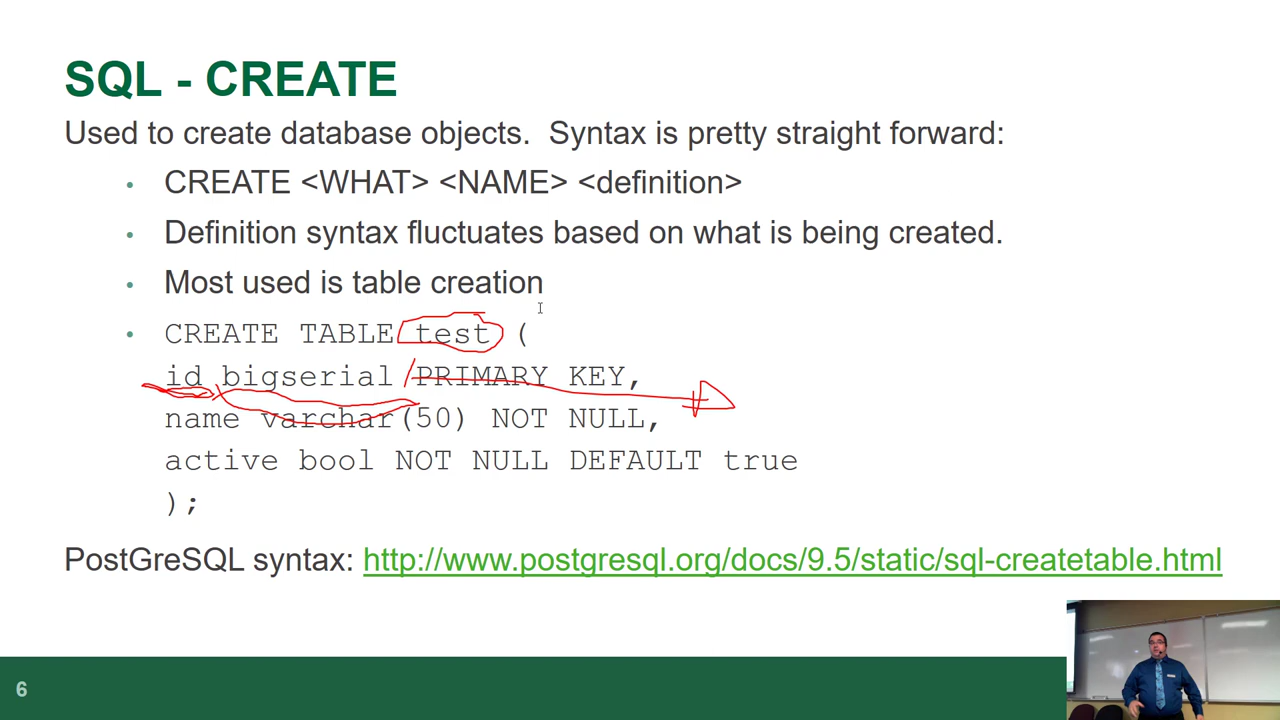 SQL - CREATE
Used to create database objects.  Syntax is pretty straight forward:
• CREATE <WHAT> <NAME> <definition>
• Definition syntax fluctuates based on what is being created.
• Most used is table creation
• CREATE TABLE test (
id bigserial PRIMARY KEY,
name varchar(50) NOT NULL,
active bool NOT NULL DEFAULT true
);
PostGreSQL syntax: http://www.postgresql.org/docs/9.5/static/sql-createtable.html
6